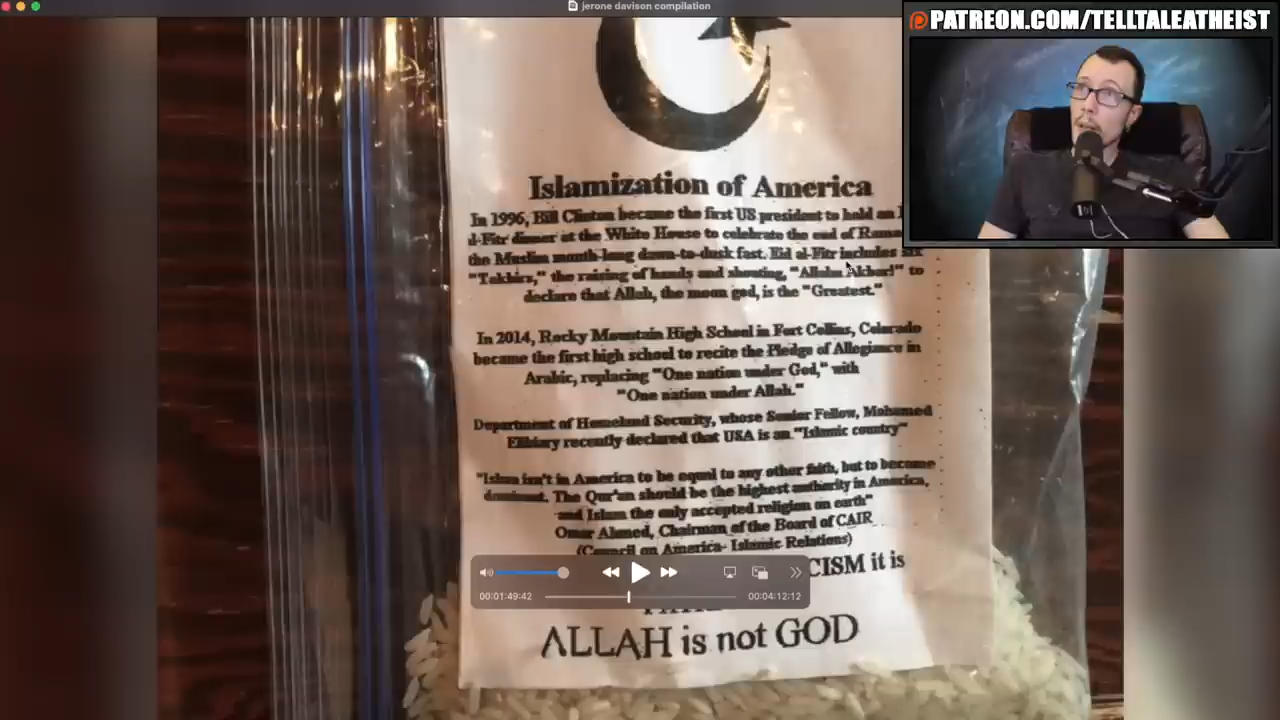 jerone davison compilation
PATREON.COM/TELLTALEATHEIST
Islamization of America
In 1996, Bill Clinton became the first US president to hold an
d-Fitr dinner at the White House to celebrate the end of Rama
the Muslim month-long dawn-to-dusk fast. Eid al-Fitr includes six
"Takbirs," the raising of hands and shouting, "Allahu Akbar!" to
declare that Allah, the moon god, is the "Greatest."
In 2014, Rocky Mountain High School in Fort Collins, Colorado
became the first high school to recite the Pledge of Allegiance in
Arabic, replacing "One nation under God," with
"One nation under Allah."
Department of Homeland Security, whose Senior Fellow, Mohamed
Elibiary recently declared that USA is an "Islamic country"
"Islam isn't in America to be equal to any other faith, but to become
dominant. The Qur'an should be the highest authority in America,
and Islam the only accepted religion on earth"
Omar Ahmed, Chairman of the Board of CAIR
(Council on America- Islamic Relations)
CISM it is
00:01:49:42
00:04:12:12
ALLAH is not GOD